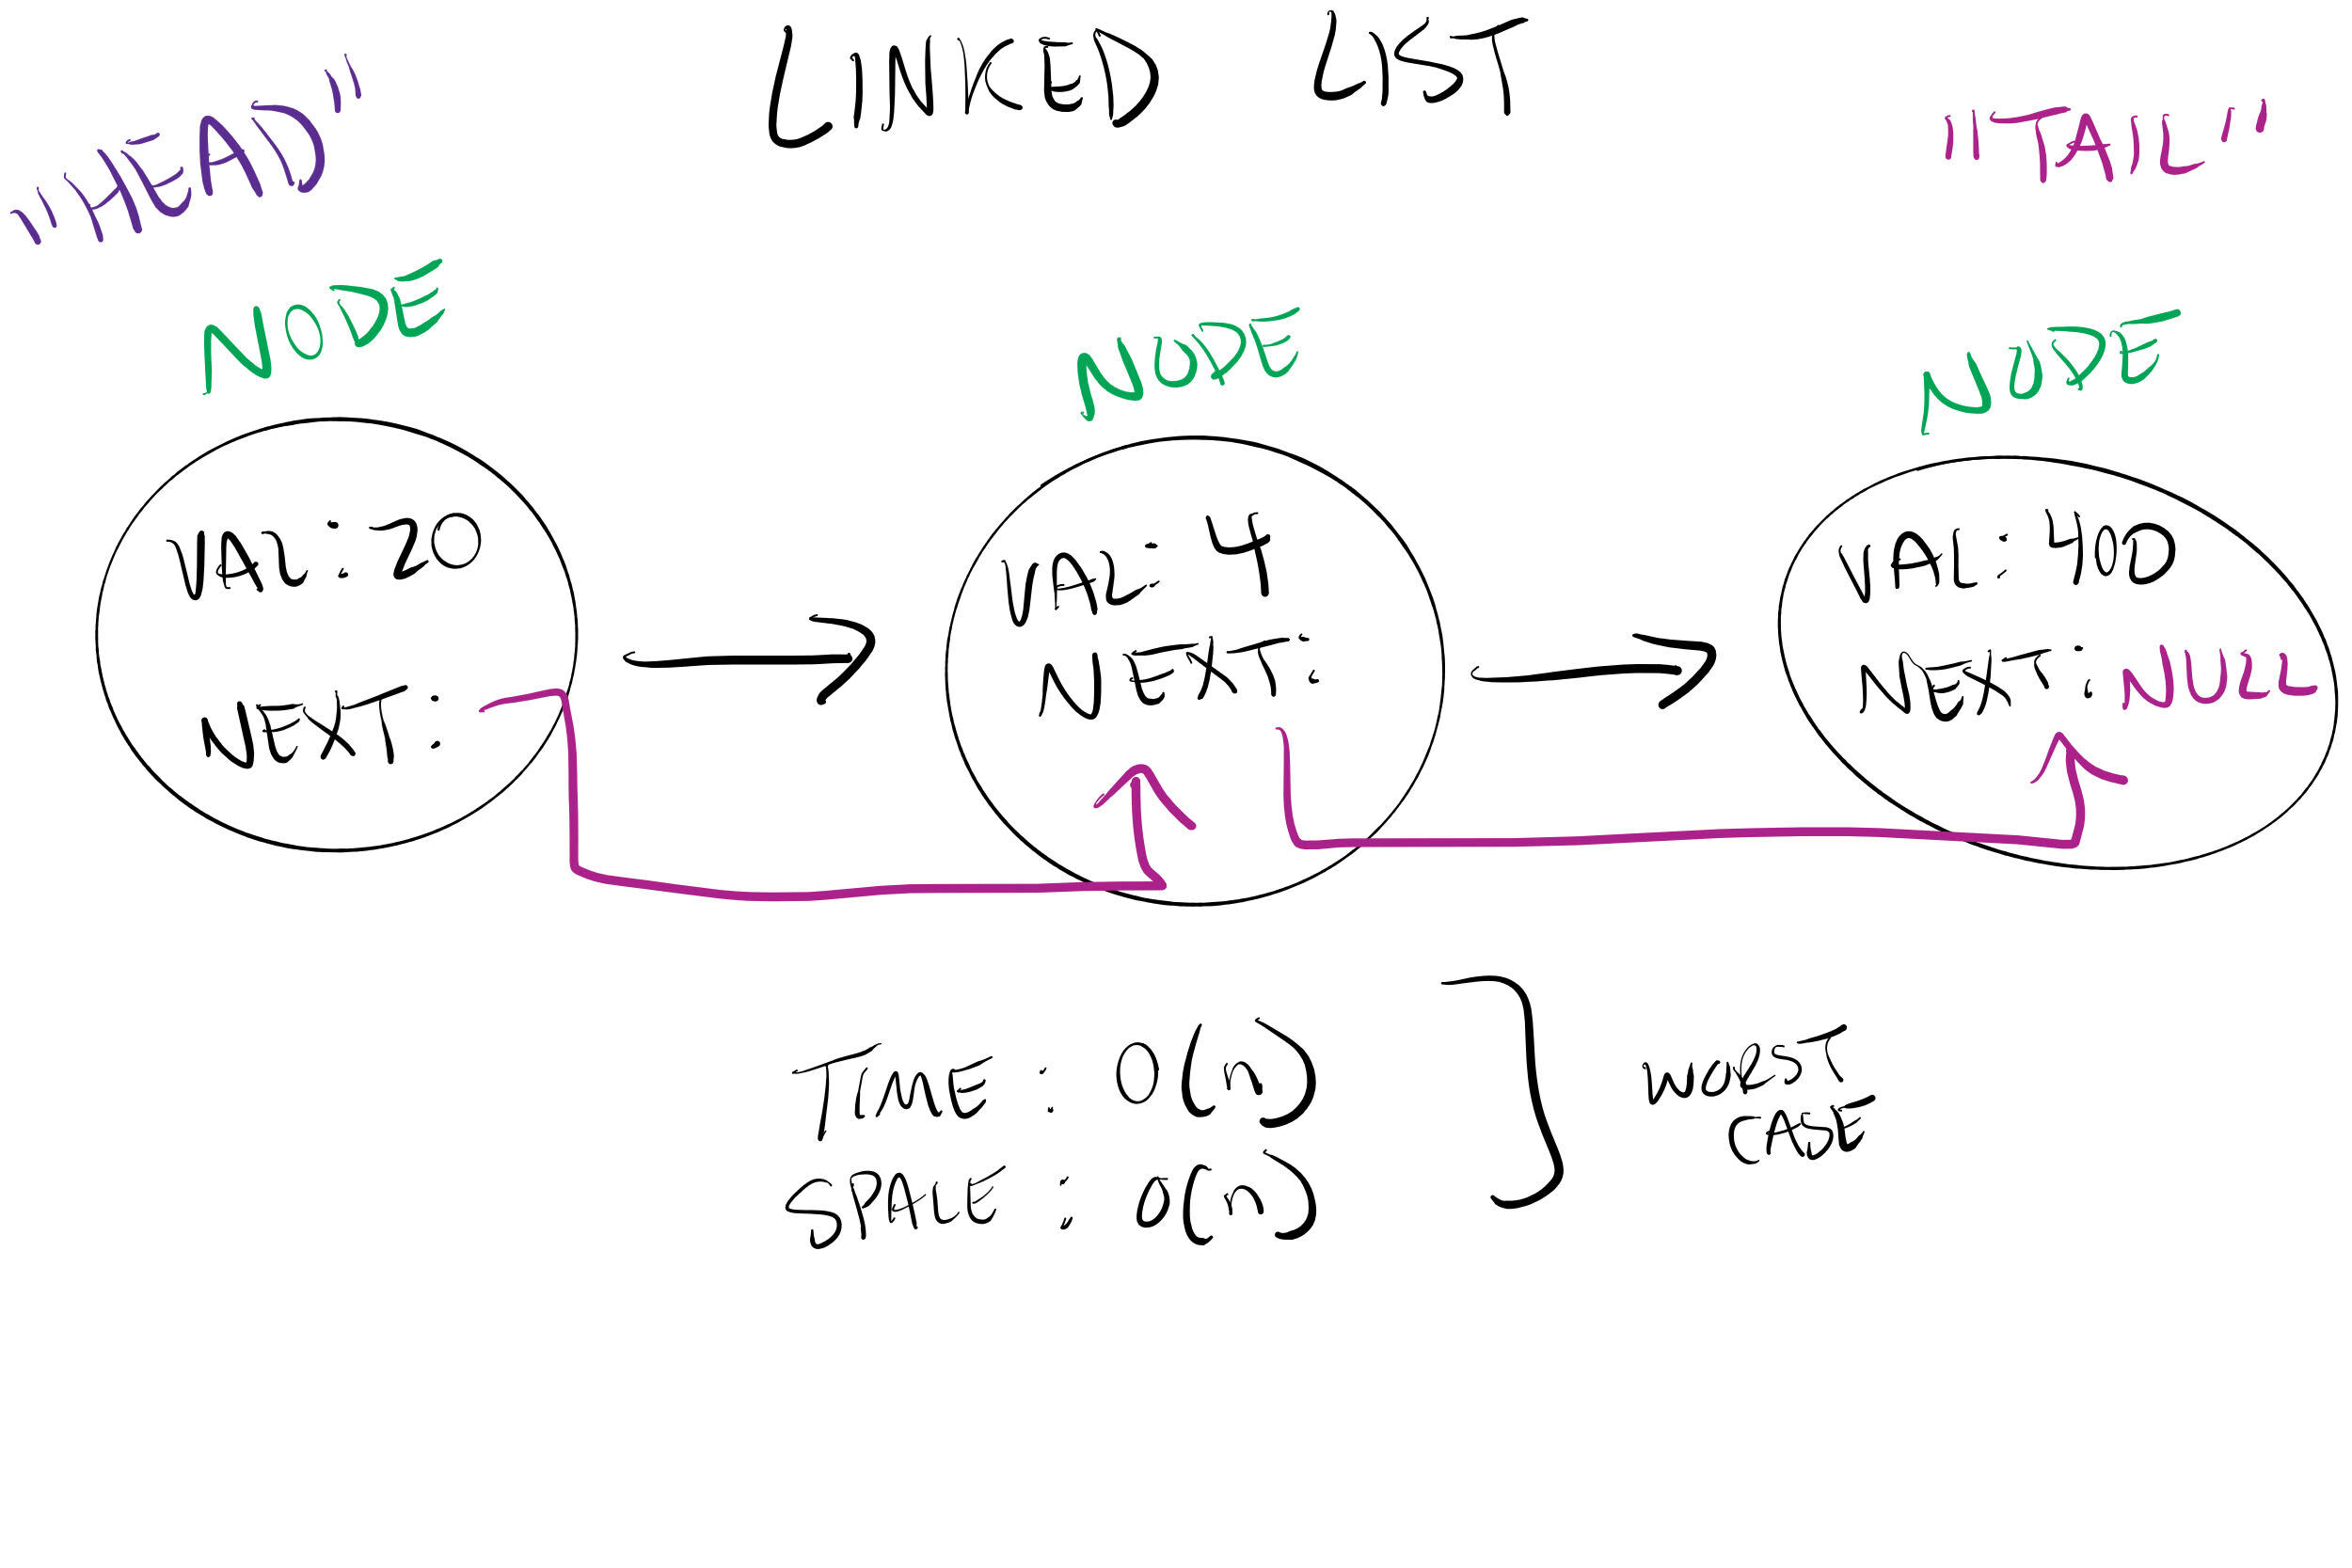 LINKED LIST
"HEAD"
"TAIL"
NODE
NODE
NODE
VAL: 20
NEXT:
VAL: 4
NEXT:
VAL: 400
NEXT: NULL
TIME: O(n)
SPACE: O(n)
WORST
CASE